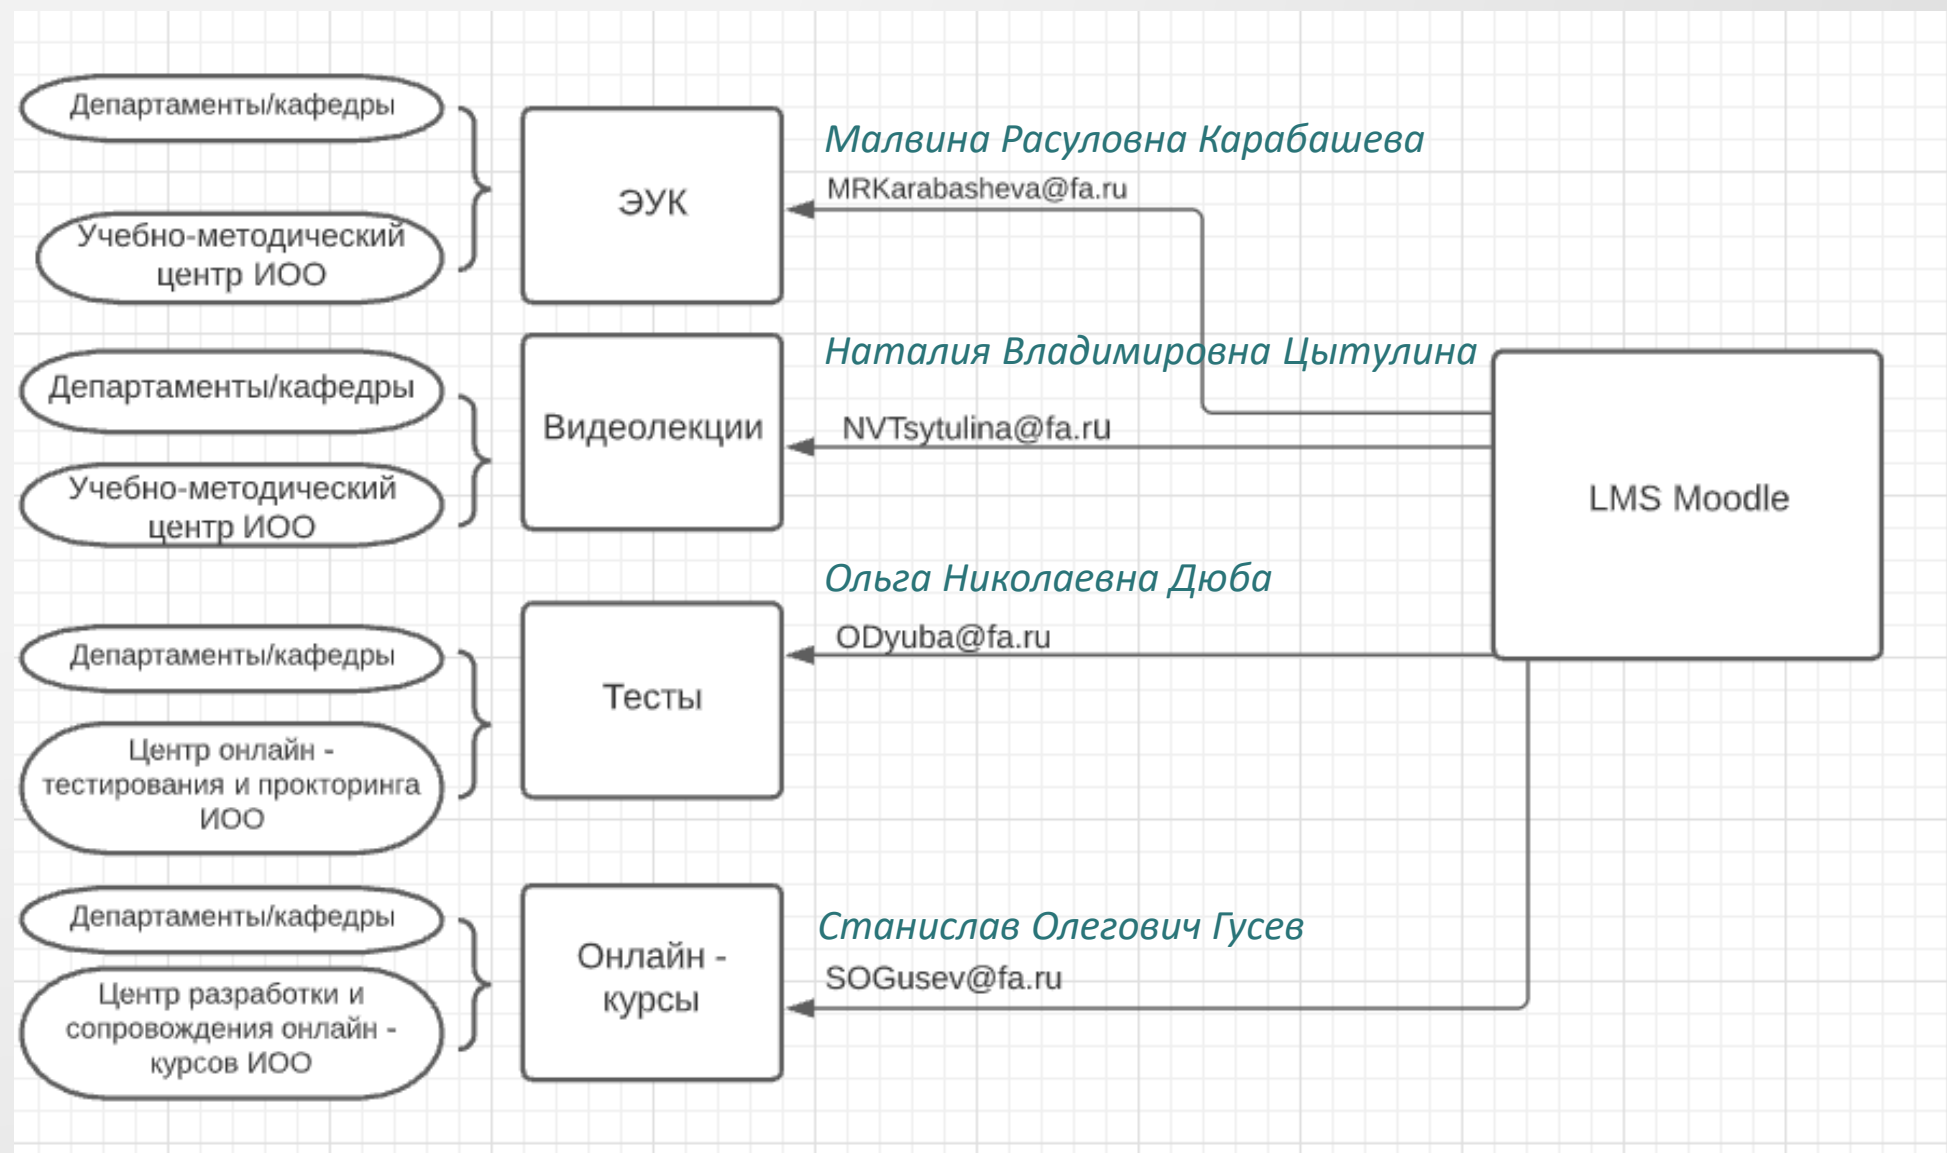 Департаменты/кафедры
Учебно-методический
центр ИОО
ЭУК
Малвина Расуловна Карабашева
MRKarabasheva@fa.ru
Департаменты/кафедры
Учебно-методический
центр ИОО
Видеолекции
Наталия Владимировна Цытулина
NVTsytulina@fa.ru
LMS Moodle
Департаменты/кафедры
Центр онлайн -
тестирования и прокторинга
ИОО
Тесты
Ольга Николаевна Дюба
ODyuba@fa.ru
Департаменты/кафедры
Центр разработки и
сопровождения онлайн -
курсов ИОО
Онлайн -
курсы
Станислав Олегович Гусев
SOGusev@fa.ru